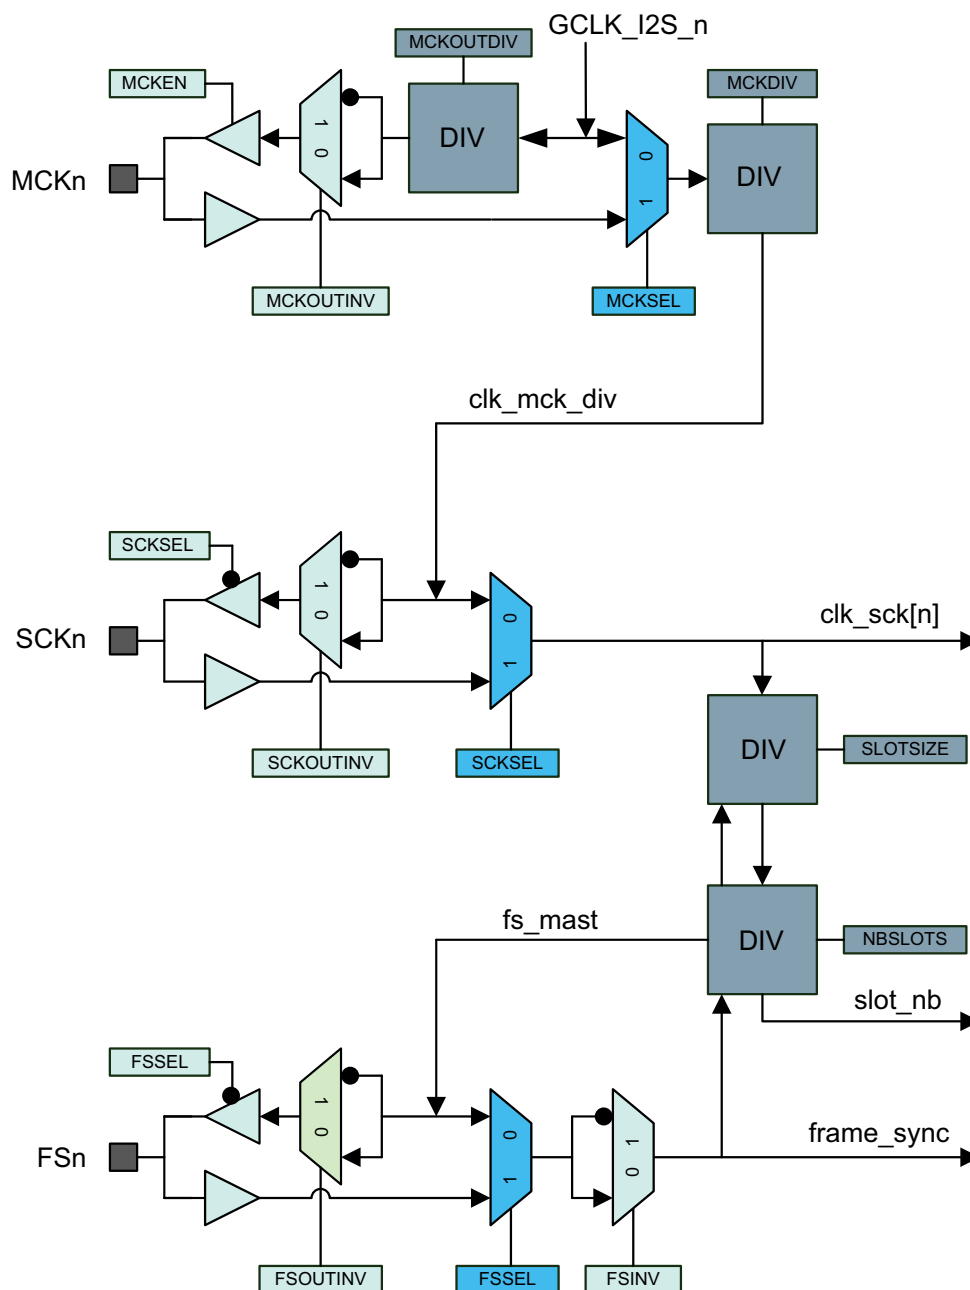 GCLK_I2S_n
MCKOUTDIV
MCKEN
MCKDIV
1 0
DIV
0 1
DIV
MCKn
MCKOUTINV
MCKSEL
clk_mck_div
SCKSEL
1 0
0 1
SCKn
clk_sck[n]
SCKOUTINV
SCKSEL
DIV
SLOTSIZE
fs_mast
DIV
NBSLOTS
slot_nb
FSSEL
1 0
0 1
1 0
FSn
frame_sync
FSOUTINV
FSSEL
FSINV